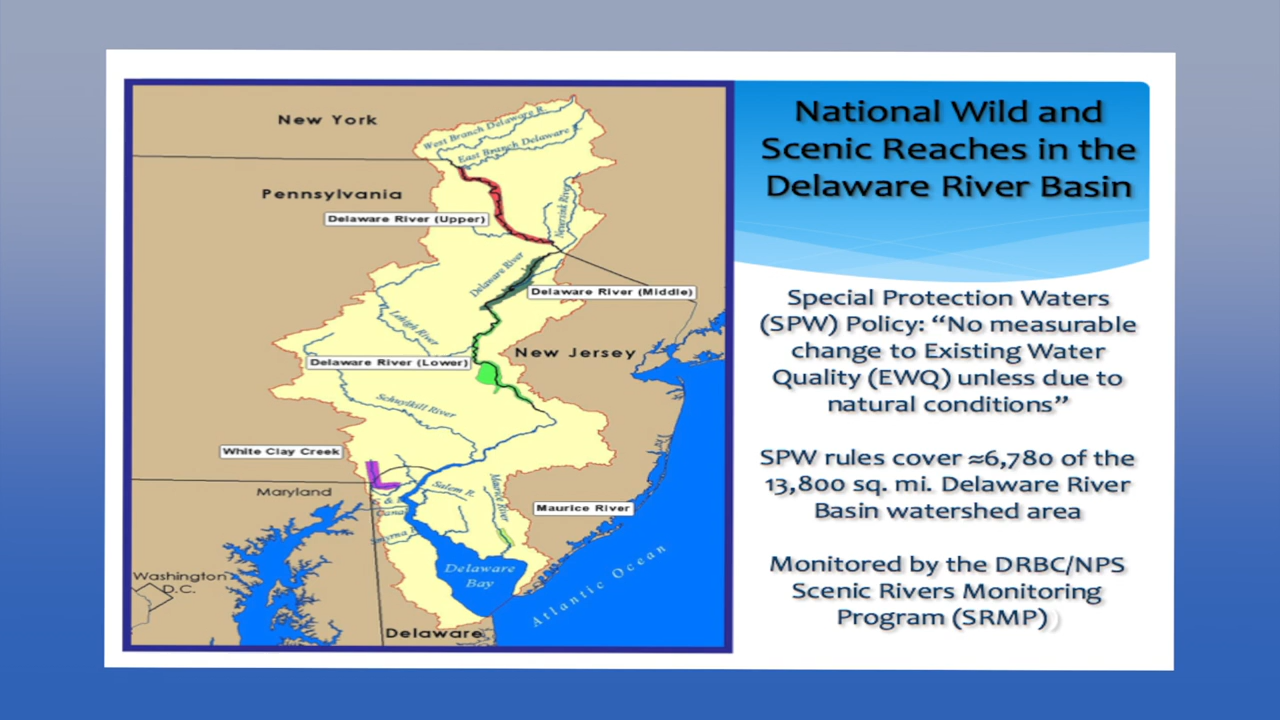 National Wild and
Scenic Reaches in the
Delaware River Basin
Special Protection Waters
(SPW) Policy: “No measurable
change to Existing Water
Quality (EWQ) unless due to
natural conditions”
SPW rules cover ≈6,780 of the
13,800 sq. mi. Delaware River
Basin watershed area
Monitored by the DRBC/NPS
Scenic Rivers Monitoring
Program (SRMP)
New York
West Branch Delaware R.
East Branch Delaware R.
Pennsylvania
Delaware River (Upper)
Neversink River
Delaware River
Delaware River (Middle)
Lehigh River
New Jersey
Delaware River (Lower)
Schuylkill River
White Clay Creek
Maryland
Salem R.
Maurice River
Maurice River
Canal
Smyrna
Delaware
Bay
Atlantic Ocean
Washington
D.C.
Delaware